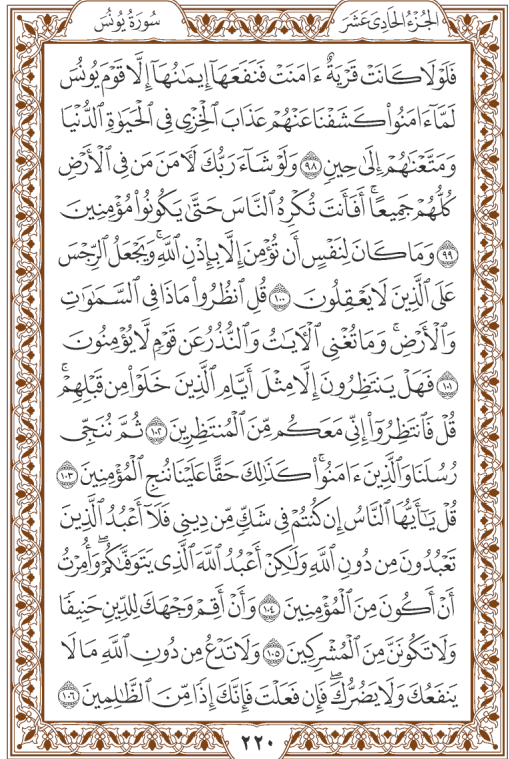 الجُزْءُ الحَادِى عَشَرَ
سُورَةُ يُونُسَ
فَلَوۡلَا كَانَتۡ قَرۡيَةٌ ءَامَنَتۡ فَنَفَعَهَآ إِيمَٰنُهَآ إِلَّا قَوۡمَ يُونُسَ
لَمَّآ ءَامَنُواْ كَشَفۡنَا عَنۡهُمۡ عَذَابَ ٱلۡخِزۡيِ فِي ٱلۡحَيَوٰةِ ٱلدُّنۡيَا
وَمَتَّعۡنَٰهُمۡ إِلَىٰ حِينٖ ٩٨ وَلَوۡ شَآءَ رَبُّكَ لَأٓمَنَ مَن فِي ٱلۡأَرۡضِ
كُلُّهُمۡ جَمِيعًاۚ أَفَأَنتَ تُكۡرِهُ ٱلنَّاسَ حَتَّىٰ يَكُونُواْ مُؤۡمِنِينَ
٩٩ وَمَا كَانَ لِنَفۡسٍ أَن تُؤۡمِنَ إِلَّا بِإِذۡنِ ٱللَّهِۚ وَيَجۡعَلُ ٱلرِّجۡسَ
عَلَى ٱلَّذِينَ لَا يَعۡقِلُونَ ١٠٠ قُلِ ٱنظُرُواْ مَاذَا فِي ٱلسَّمَٰوَٰتِ
وَٱلۡأَرۡضِۚ وَمَا تُغۡنِي ٱلۡأٓيَٰتُ وَٱلنُّذُرُ عَن قَوۡمٖ لَّا يُؤۡمِنُونَ
١٠١ فَهَلۡ يَنتَظِرُونَ إِلَّا مِثۡلَ أَيَّامِ ٱلَّذِينَ خَلَوۡاْ مِن قَبۡلِهِمۡۚ
قُلۡ فَٱنتَظِرُوٓاْ إِنِّي مَعَكُم مِّنَ ٱلۡمُنتَظِرِينَ ١٠٢ ثُمَّ نُنَجِّي
رُسُلَنَا وَٱلَّذِينَ ءَامَنُواْۚ كَذَٰلِكَ حَقًّا عَلَيۡنَا نُنجِ ٱلۡمُؤۡمِنِينَ ١٠٣
قُلۡ يَٰٓأَيُّهَا ٱلنَّاسُ إِن كُنتُمۡ فِي شَكّٖ مِّن دِينِي فَلَآ أَعۡبُدُ ٱلَّذِينَ
تَعۡبُدُونَ مِن دُونِ ٱللَّهِ وَلَٰكِنۡ أَعۡبُدُ ٱللَّهَ ٱلَّذِي يَتَوَفَّىٰكُمۡۖ وَأُمِرۡتُ
أَنۡ أَكُونَ مِنَ ٱلۡمُؤۡمِنِينَ ١٠٤ وَأَنۡ أَقِمۡ وَجۡهَكَ لِلدِّينِ حَنِيفٗا
وَلَا تَكُونَنَّ مِنَ ٱلۡمُشۡرِكِينَ ١٠٥ وَلَا تَدۡعُ مِن دُونِ ٱللَّهِ مَا لَا
يَنفَعُكَ وَلَا يَضُرُّكَۖ فَإِن فَعَلۡتَ فَإِنَّكَ إِذٗا مِّنَ ٱلظَّٰلِمِينَ ١٠٦
٢٢٠